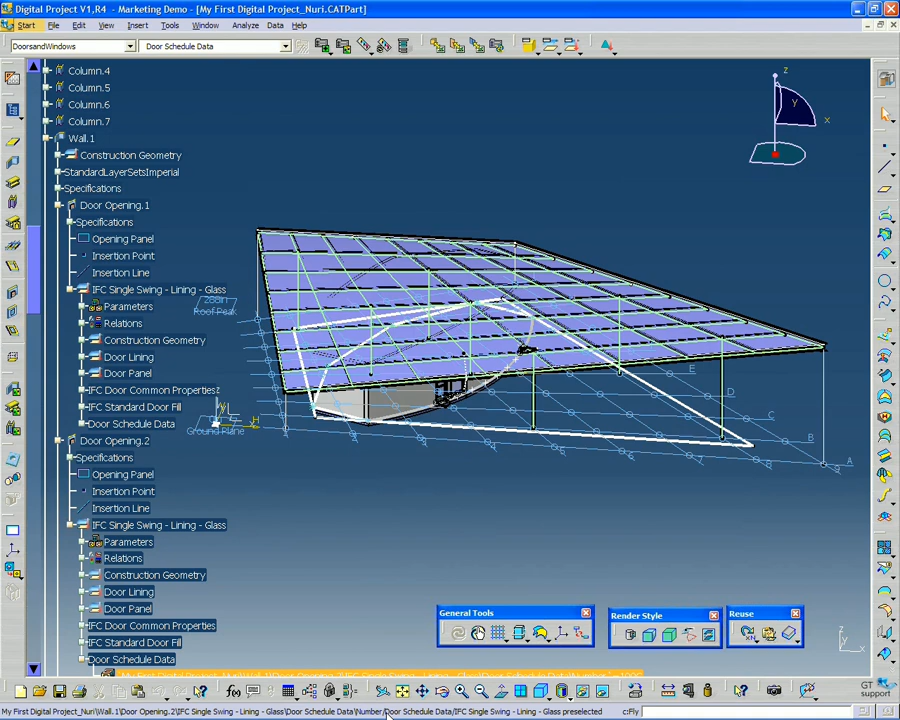 Digital Project V1,R4 - Marketing Demo - [My First Digital Project_Nuri.CATPart]
Start File Edit View Insert Tools Window Analyze Data Help
DoorsandWindows Door Schedule Data
Column.4
Column.5
Column.6
Column.7
Wall.1
Construction Geometry
StandardLayerSetsImperial
Specifications
Door Opening.1
Specifications
Opening Panel
Insertion Point
Insertion Line
IFC Single Swing - Lining - Glass
Parameters
Relations
Construction Geometry
Door Lining
Door Panel
IFC Door Common Properties
IFC Standard Door Fill
Door Schedule Data
Door Opening.2
Specifications
Opening Panel
Insertion Point
Insertion Line
IFC Single Swing - Lining - Glass
Parameters
Relations
Construction Geometry
Door Lining
Door Panel
IFC Door Common Properties
IFC Standard Door Fill
Door Schedule Data
z
y
x
288in
Roof Peak
Ground Plane
H
E
D
C
B
A
General Tools
Render Style
Reuse
GT support
My First Digital Project_Nuri\Wall.1\Door Opening.2\IFC Single Swing - Lining - Glass\Door Schedule Data\Number/Door Schedule Data/IFC Single Swing - Lining - Glass preselected
c:Fly